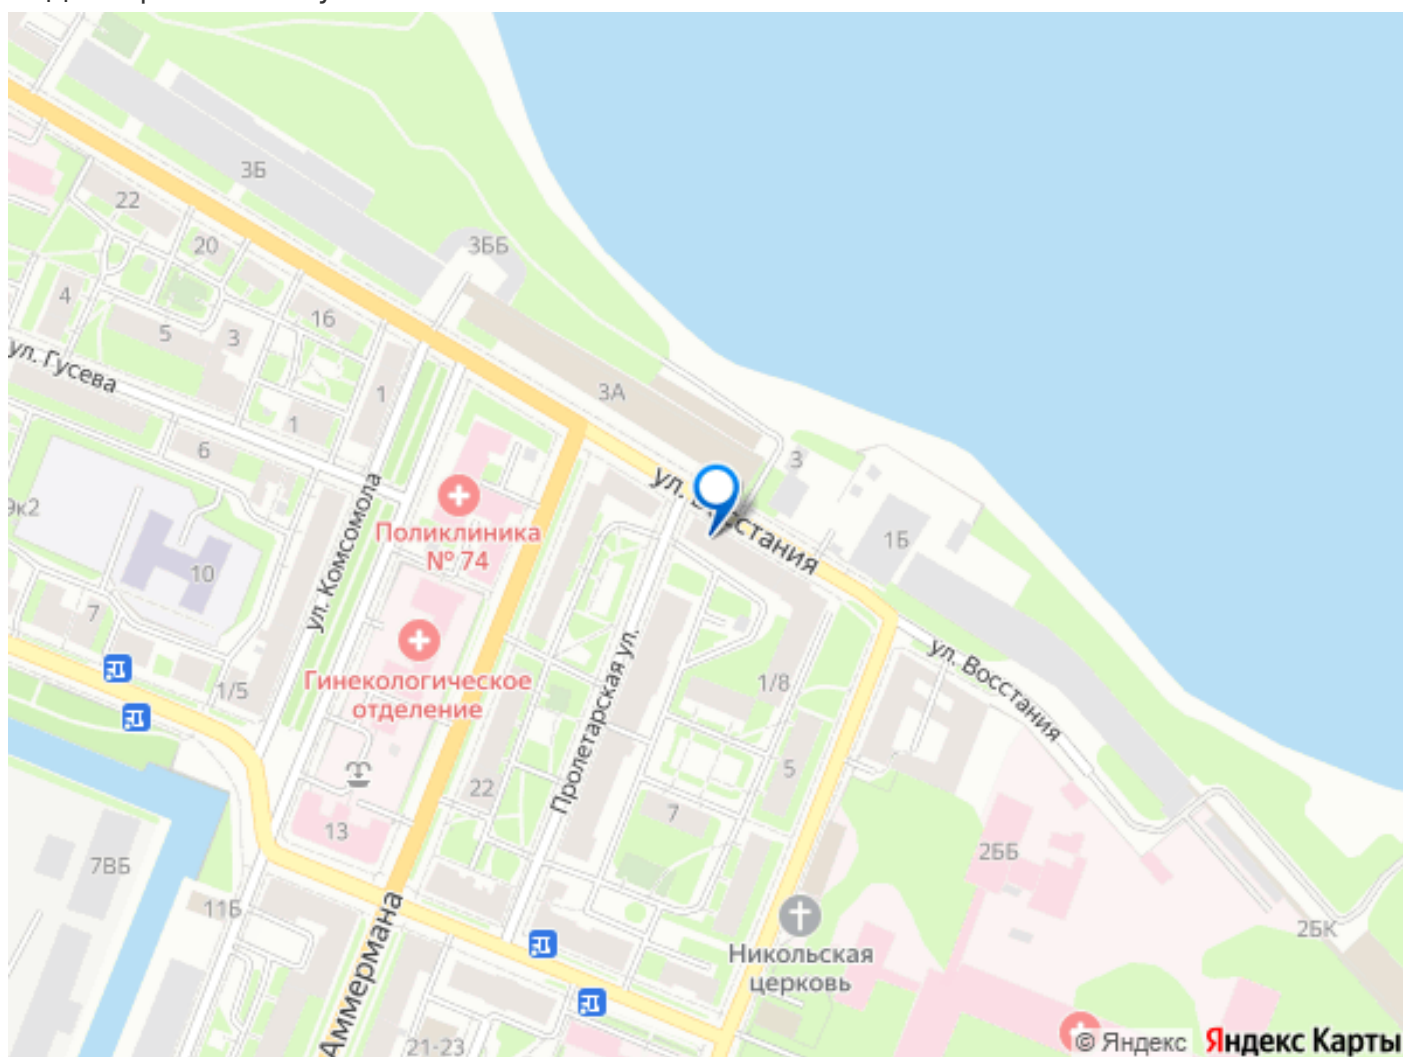 3Б
22
20
3ББ
4
5
3
16
3А
ул. Гусева
1
1
6
3
ул. Восстания
Поликлиника
№ 74
1Б
10
7
ул. Комсомола
1/5
Гинекологическое
отделение
Пролетарская ул.
1/8
ул. Восстания
5
22
7
13
7ВБ
2ББ
11Б
2БК
Никольская
церковь
Аммермана
21-23
© Яндекс
Яндекс Карты